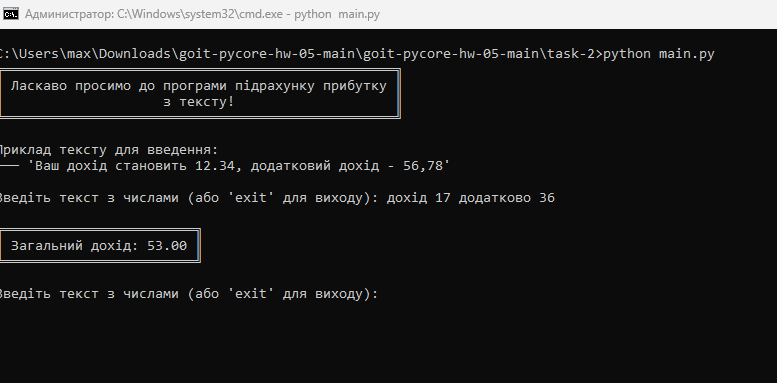 Администратор: C:\Windows\system32\cmd.exe - python  main.py
C:\Users\max\Downloads\goit-pycore-hw-05-main\goit-pycore-hw-05-main\task-2>python main.py
Ласкаво просимо до програми підрахунку прибутку
з тексту!
Приклад тексту для введення:
── 'Ваш дохід становить 12.34, додатковий дохід - 56,78'
Введіть текст з числами (або 'exit' для виходу): дохід 17 додатково 36
Загальний дохід: 53.00
Введіть текст з числами (або 'exit' для виходу):